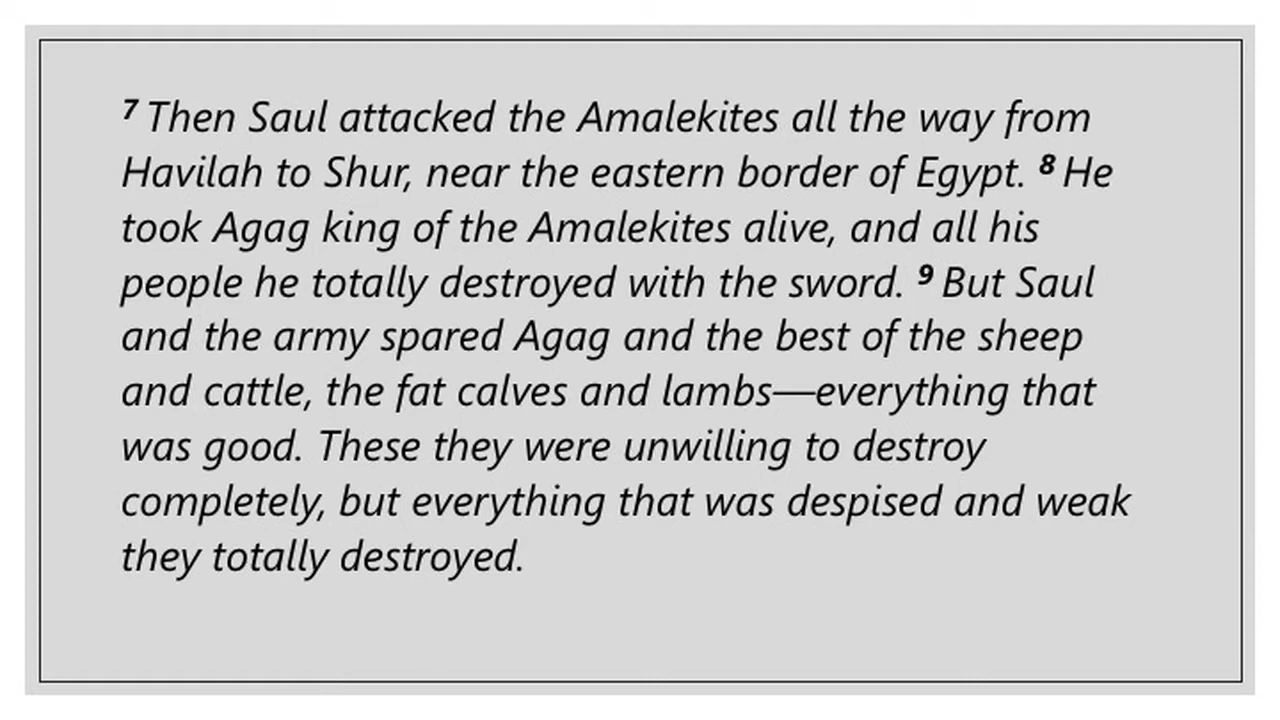 7 Then Saul attacked the Amalekites all the way from
Havilah to Shur, near the eastern border of Egypt. 8 He
took Agag king of the Amalekites alive, and all his
people he totally destroyed with the sword. 9 But Saul
and the army spared Agag and the best of the sheep
and cattle, the fat calves and lambs—everything that
was good. These they were unwilling to destroy
completely, but everything that was despised and weak
they totally destroyed.